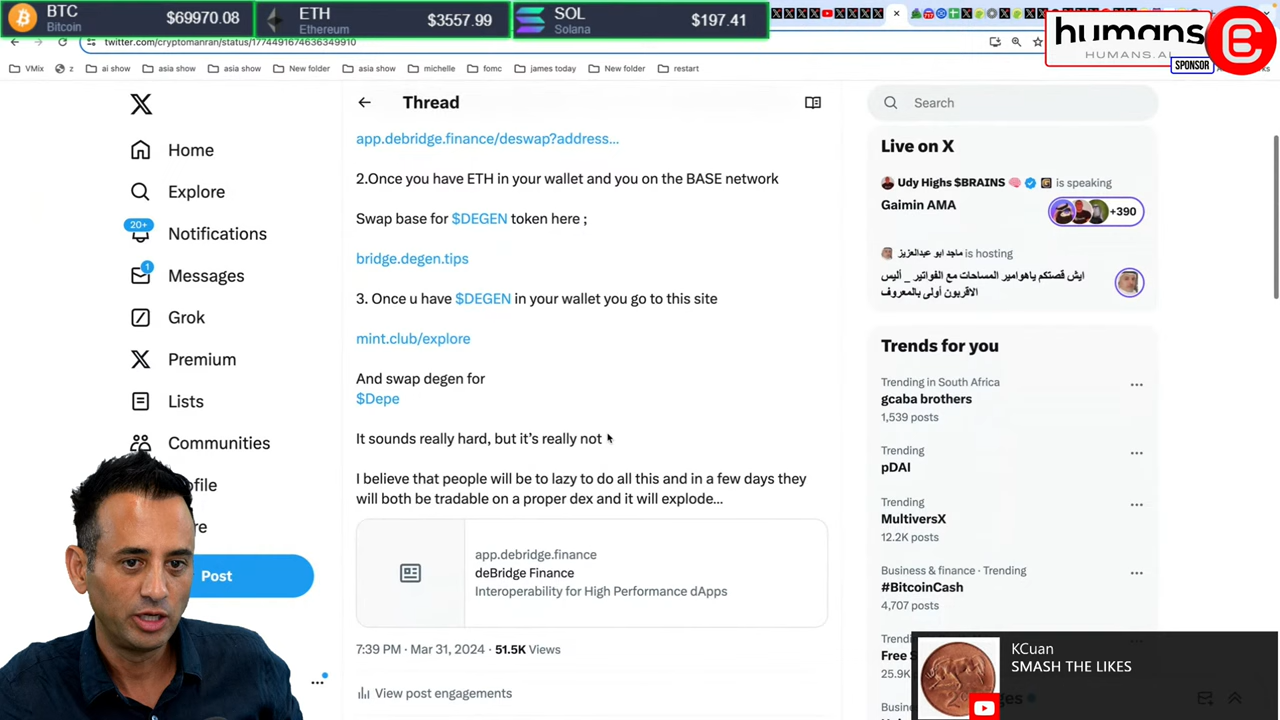 BTC
Bitcoin
$69970.08
ETH
Ethereum
$3557.99
SOL
Solana
$197.41
humans
HUMANS.AI
SPONSOR
twitter.com/cryptomanran/status/1774491674636349910
VMix
z
ai show
asia show
asia show
New folder
asia show
michelle
fomc
james today
New folder
restart
Home
Explore
20+
Notifications
1
Messages
Grok
Premium
Lists
Communities
ofile
re
Post
Thread
app.debridge.finance/deswap?address...
2.Once you have ETH in your wallet and you on the BASE network
Swap base for $DEGEN token here ;
bridge.degen.tips
3. Once u have $DEGEN in your wallet you go to this site
mint.club/explore
And swap degen for
$Depe
It sounds really hard, but it's really not
I believe that people will be to lazy to do all this and in a few days they
will both be tradable on a proper dex and it will explode...
app.debridge.finance
deBridge Finance
Interoperability for High Performance dApps
7:39 PM · Mar 31, 2024 · 51.5K Views
View post engagements
Search
Live on X
Udy Highs $BRAINS is speaking
Gaimin AMA
+390
ماجد ابو عبدالعزيز is hosting
ايش قصتكم ياهوامير المساحات مع الفواتير _ أليس
الاقربون أولى بالمعروف
Trends for you
Trending in South Africa
gcaba brothers
1,539 posts
Trending
pDAI
Trending
MultiversX
12.2K posts
Business & finance · Trending
#BitcoinCash
4,707 posts
Free
25.9K
KCuan
SMASH THE LIKES